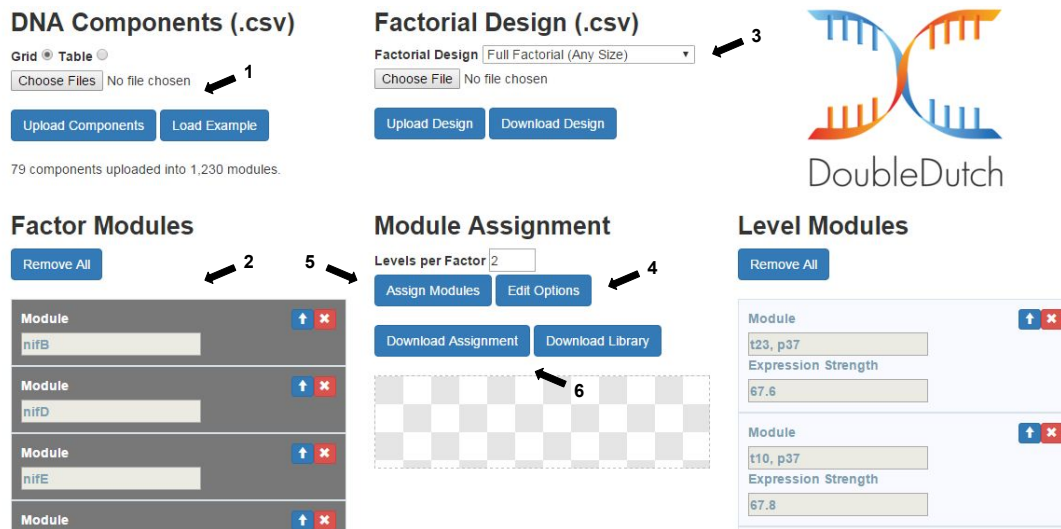 DNA Components (.csv)
Grid Table
Choose Files No file chosen
1
Upload Components Load Example
79 components uploaded into 1,230 modules.
Factorial Design (.csv)
Factorial Design Full Factorial (Any Size)
3
Choose File No file chosen
Upload Design Download Design
DoubleDutch
Factor Modules
Remove All
2
Module
nifB
Module
nifD
Module
nifE
Module
Module Assignment
Levels per Factor 2
5
4
Assign Modules Edit Options
Download Assignment Download Library
6
Level Modules
Remove All
Module
t23, p37
Expression Strength
67.6
Module
t10, p37
Expression Strength
67.8